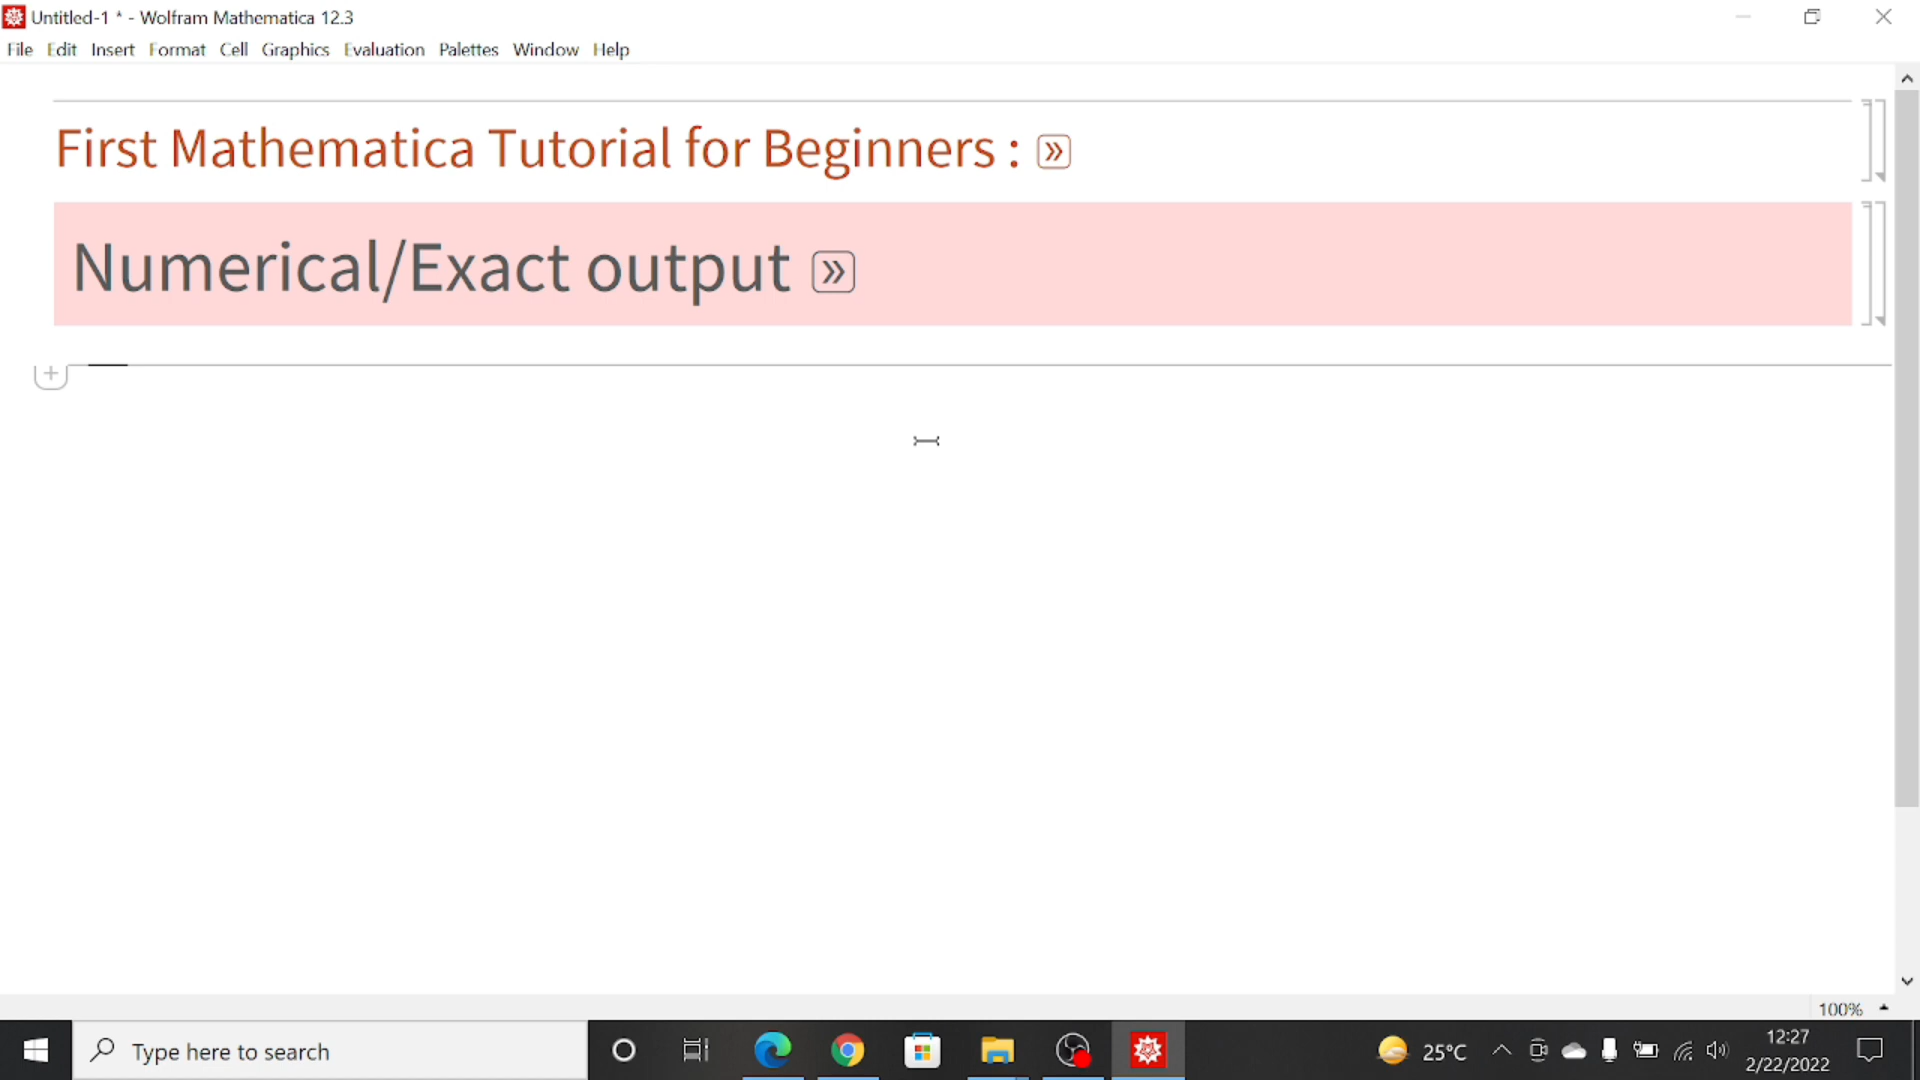 Untitled-1 * - Wolfram Mathematica 12.3
File Edit Insert Format Cell Graphics Evaluation Palettes Window Help
First Mathematica Tutorial for Beginners : »
Numerical/Exact output »
100%
Type here to search
25°C
12:27
2/22/2022